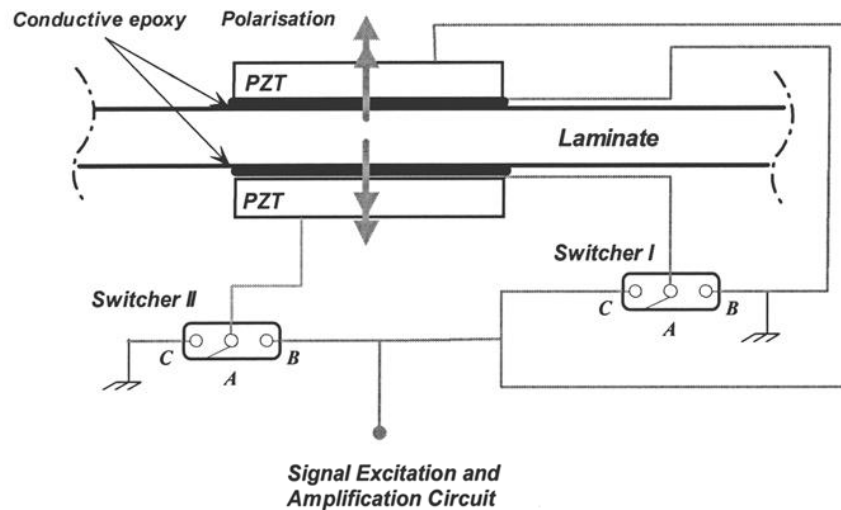 Conductive epoxy
Polarisation
PZT
Laminate
PZT
Switcher I
C
B
A
Switcher II
C
B
A
Signal Excitation and
Amplification Circuit